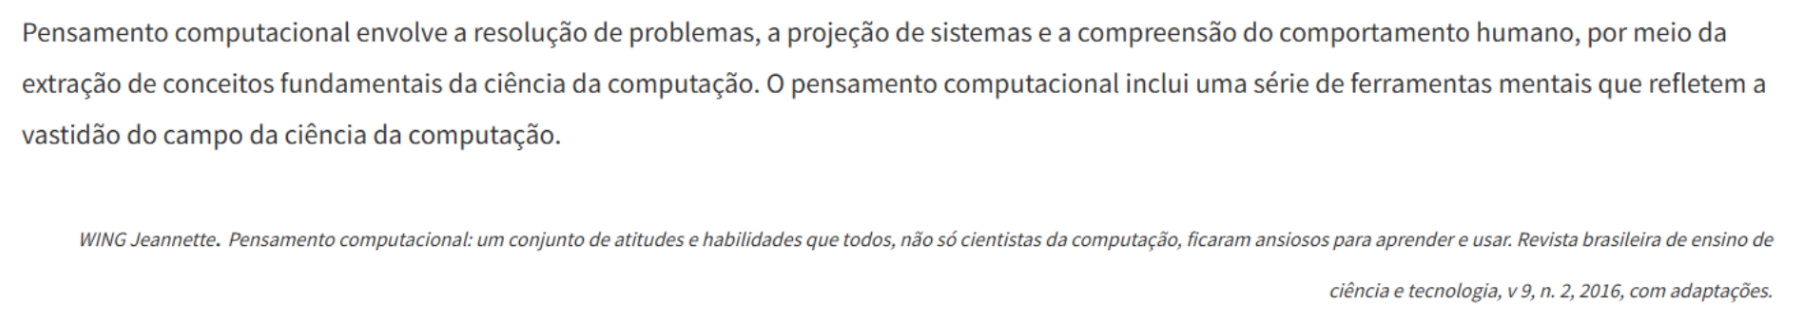 Pensamento computacional envolve a resolução de problemas, a projeção de sistemas e a compreensão do comportamento humano, por meio da
extração de conceitos fundamentais da ciência da computação. O pensamento computacional inclui uma série de ferramentas mentais que refletem a
vastidão do campo da ciência da computação.
WING Jeannette. Pensamento computacional: um conjunto de atitudes e habilidades que todos, não só cientistas da computação, ficaram ansiosos para aprender e usar. Revista brasileira de ensino de
ciência e tecnologia, v 9, n. 2, 2016, com adaptações.